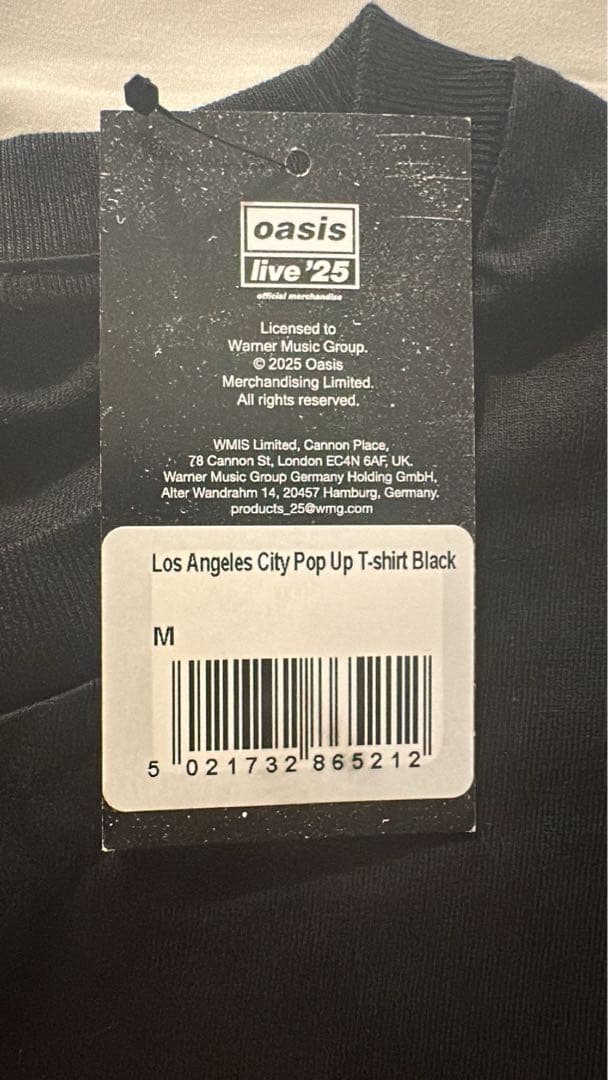 oasis
live '25
official merchandise
Licensed to
Warner Music Group.
© 2025 Oasis
Merchandising Limited.
All rights reserved.
WMIS Limited, Cannon Place,
78 Cannon St, London EC4N 6AF, UK.
Warner Music Group Germany Holding GmbH,
Alter Wandrahm 14, 20457 Hamburg, Germany.
products_25@wmg.com
Los Angeles City Pop Up T-shirt Black
M
5 021732 865212